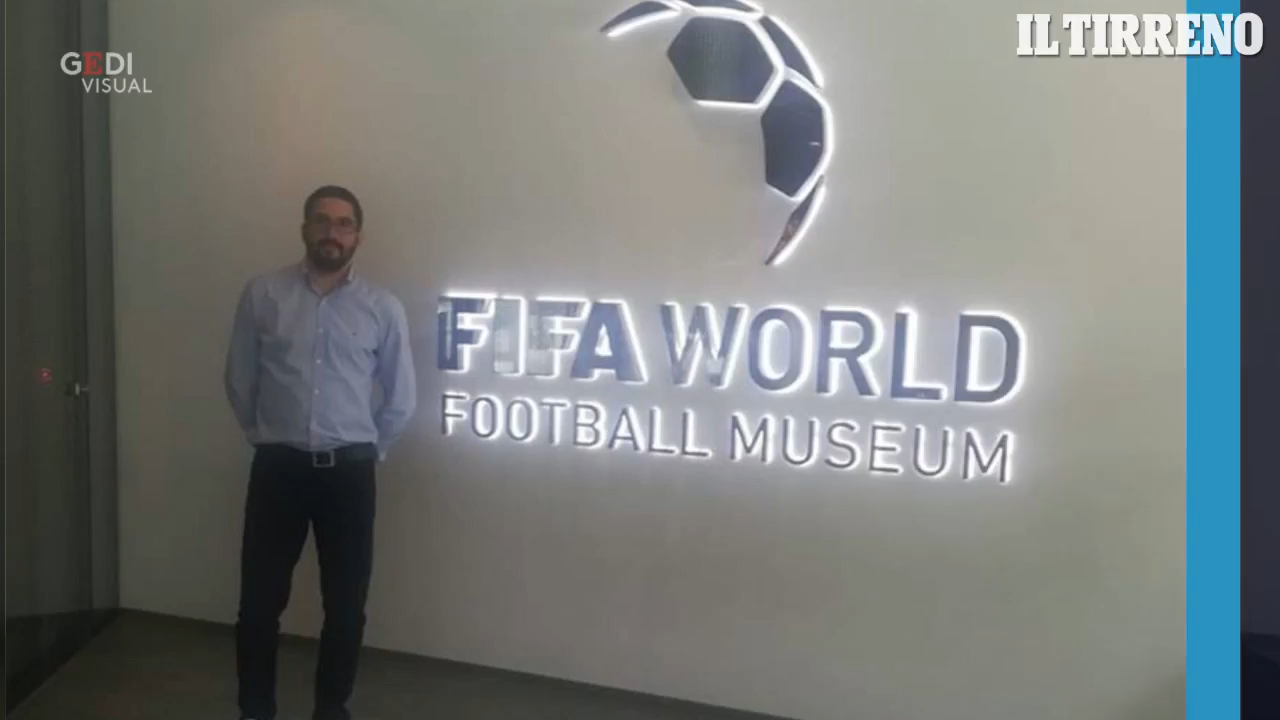 IL TIRRENO
GEDI
VISUAL
FIFA WORLD
FOOTBALL MUSEUM